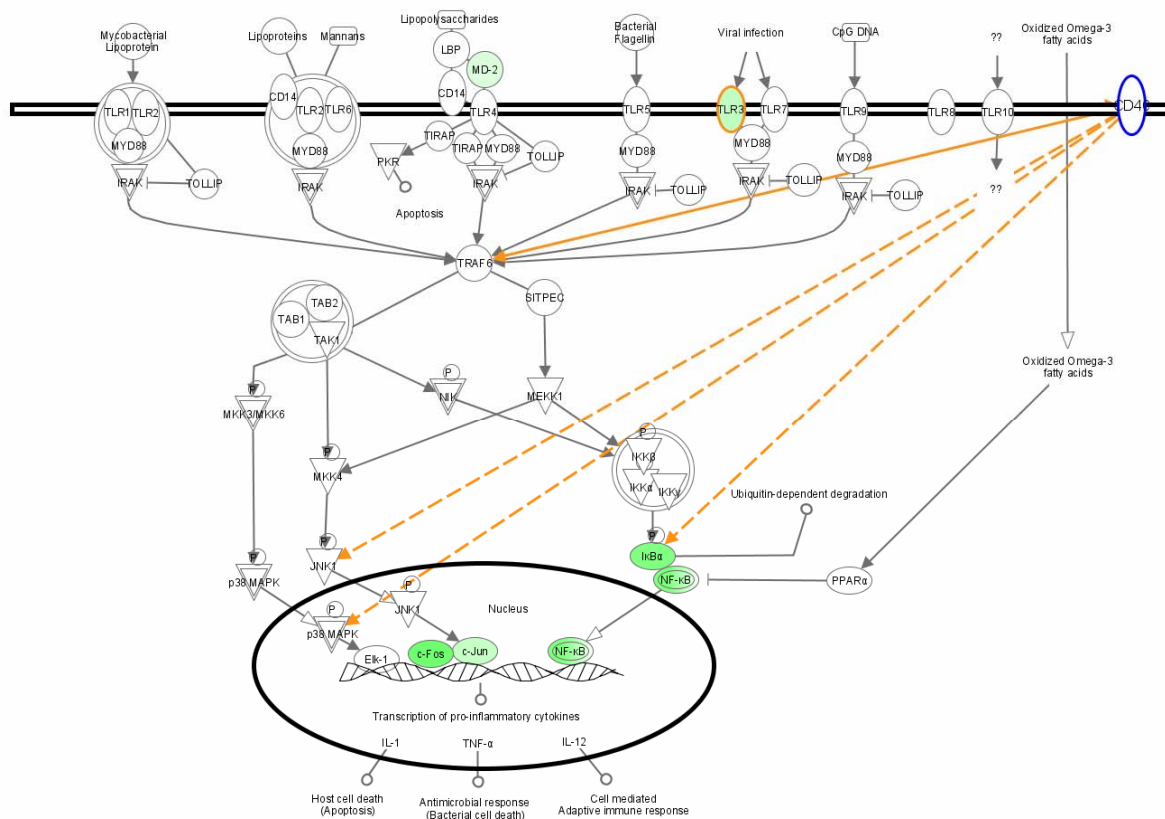 Mycobacterial
Lipoprotein
Lipoproteins
Mannans
Lipopolysaccharides
LBP
MD-2
Bacterial
Flagellin
Viral infection
CpG DNA
??
Oxidized Omega-3
fatty acids
TLR1
TLR2
MYD88
IRAK
TOLLIP
CD14
TLR2
TLR6
MYD88
IRAK
CD14
TLR4
TIRAP
TIRAP
MYD88
TOLLIP
PKR
IRAK
Apoptosis
TLR5
MYD88
IRAK
TOLLIP
TLR3
TLR7
MYD88
IRAK
TOLLIP
TLR9
MYD88
IRAK
TOLLIP
TLR8
TLR10
??
CD40
TRAF6
SITPEC
TAB1
TAB2
TAK1
P
MKK3/MKK6
P
NIK
MEKK1
P
MKK4
P
IKKβ
IKKα
IKKγ
Oxidized Omega-3
fatty acids
Ubiquitin-dependent degradation
P
IκBα
NF-κB
PPARα
P
p38 MAPK
P
JNK1
P
JNK1
P
p38 MAPK
Nucleus
Elk-1
c-Fos
c-Jun
NF-κB
Transcription of pro-inflammatory cytokines
IL-1
TNF-α
IL-12
Host cell death
(Apoptosis)
Antimicrobial response
(Bacterial cell death)
Cell mediated
Adaptive immune response